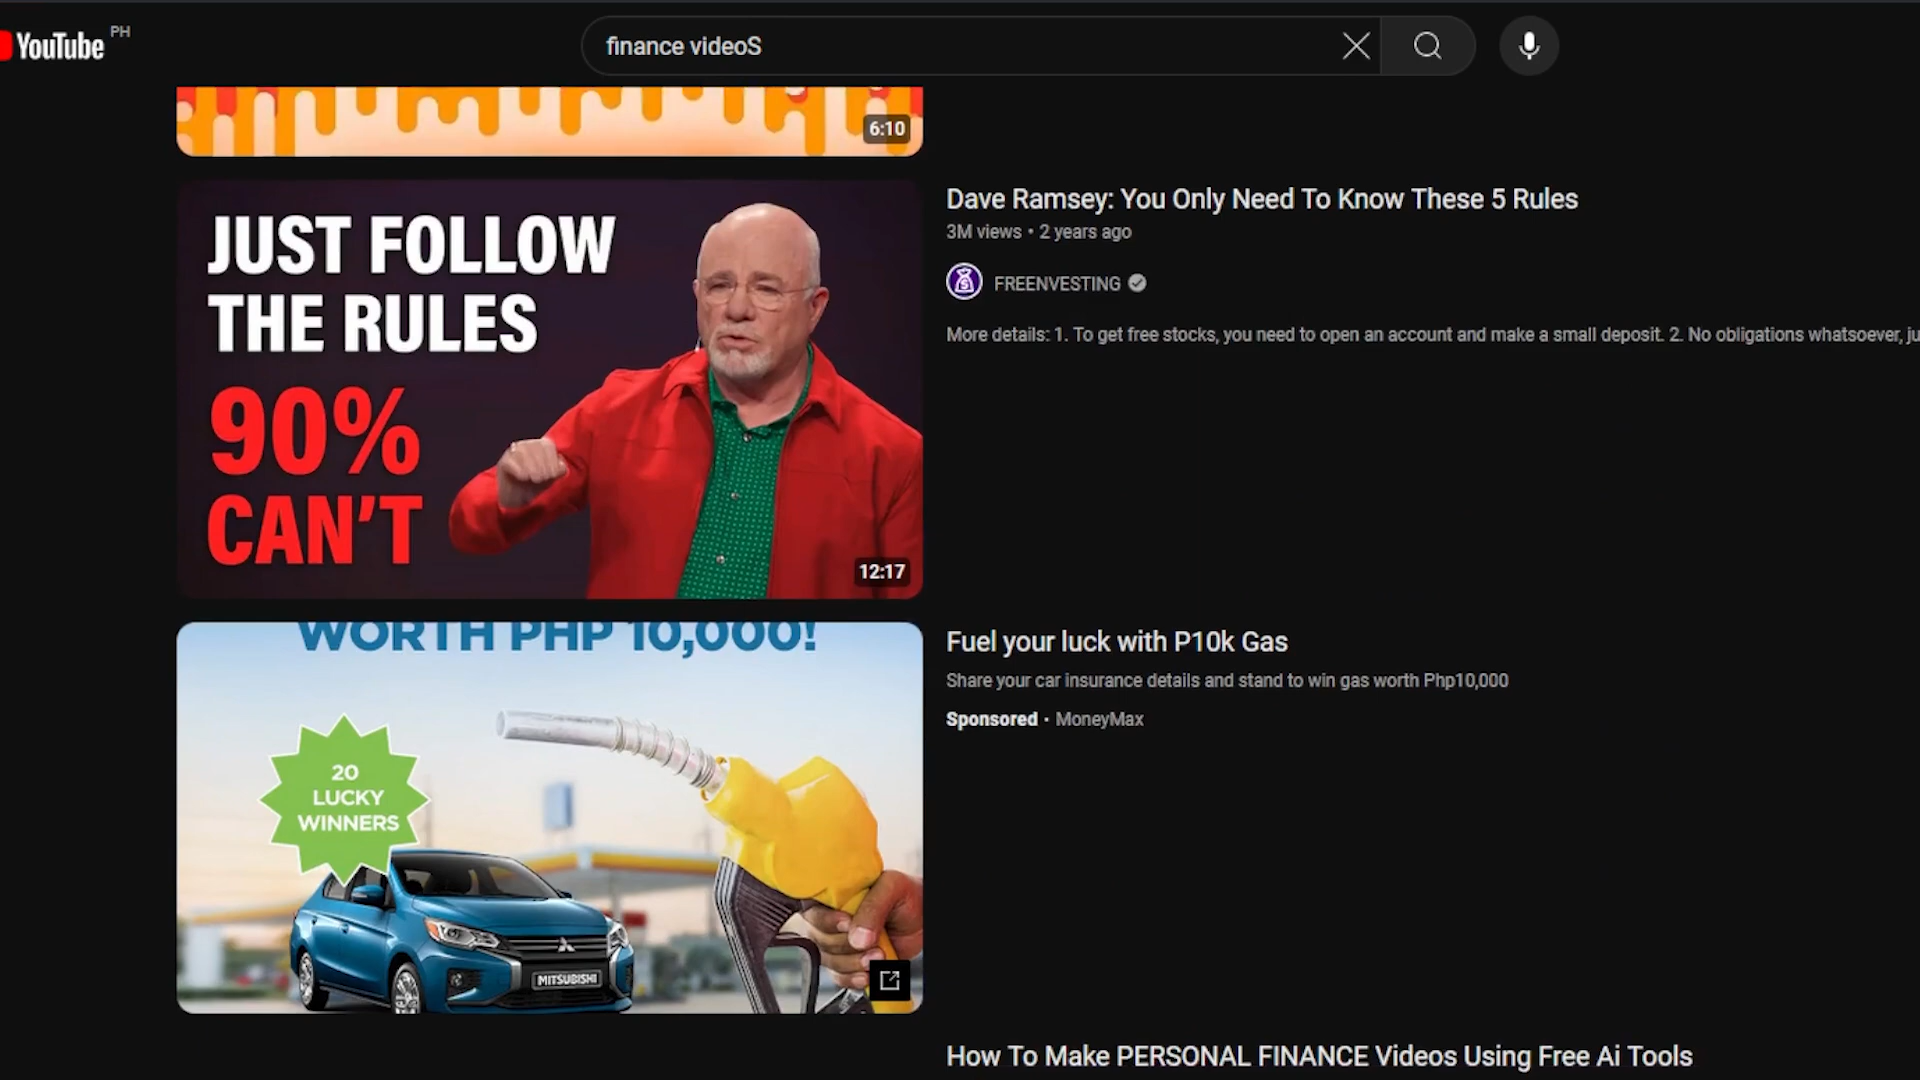 YouTube PH
finance videoS
6:10
JUST FOLLOW
THE RULES
90%
CAN'T
12:17
Dave Ramsey: You Only Need To Know These 5 Rules
3M views • 2 years ago
FREENVESTING
More details: 1. To get free stocks, you need to open an account and make a small deposit. 2. No obligations whatsoever, ju
WORTH PHP 10,000!
20
LUCKY
WINNERS
MITSUBISHI
Fuel your luck with P10k Gas
Share your car insurance details and stand to win gas worth Php10,000
Sponsored · MoneyMax
How To Make PERSONAL FINANCE Videos Using Free Ai Tools